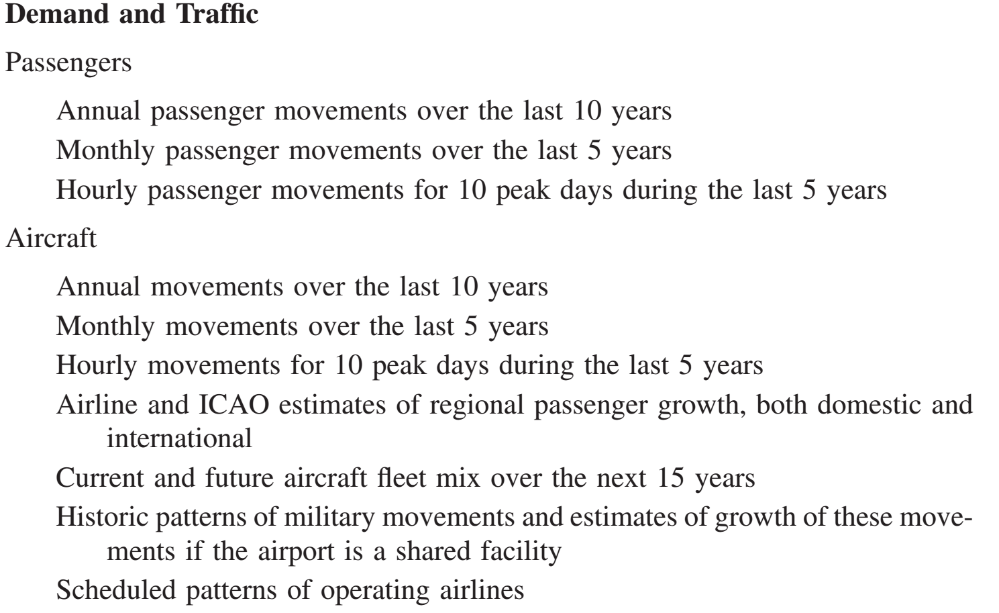 Demand and Traffic
Passengers
Annual passenger movements over the last 10 years
Monthly passenger movements over the last 5 years
Hourly passenger movements for 10 peak days during the last 5 years
Aircraft
Annual movements over the last 10 years
Monthly movements over the last 5 years
Hourly movements for 10 peak days during the last 5 years
Airline and ICAO estimates of regional passenger growth, both domestic and
international
Current and future aircraft fleet mix over the next 15 years
Historic patterns of military movements and estimates of growth of these move-
ments if the airport is a shared facility
Scheduled patterns of operating airlines